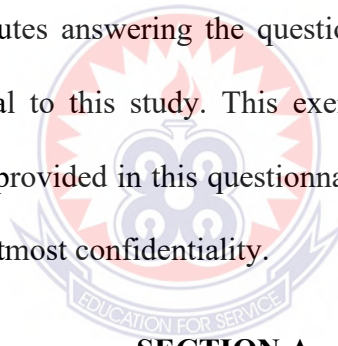 utes answering the questio
al to this study. This exer
provided in this questionna
tmost confidentiality.
EDUCATION FOR SERVICE
SECTION A